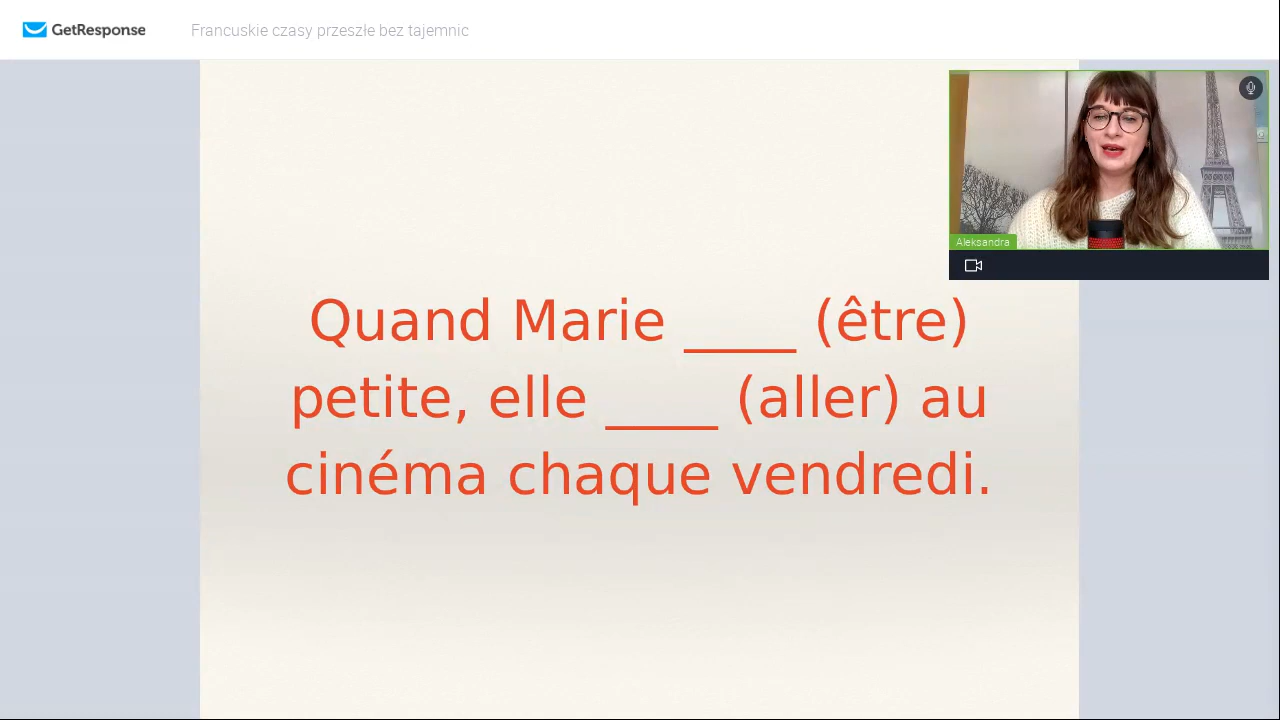 GetResponse
Francuskie czasy przeszłe bez tajemnic
Aleksandra
Quand Marie ____ (être)
petite, elle ____ (aller) au
cinéma chaque vendredi.